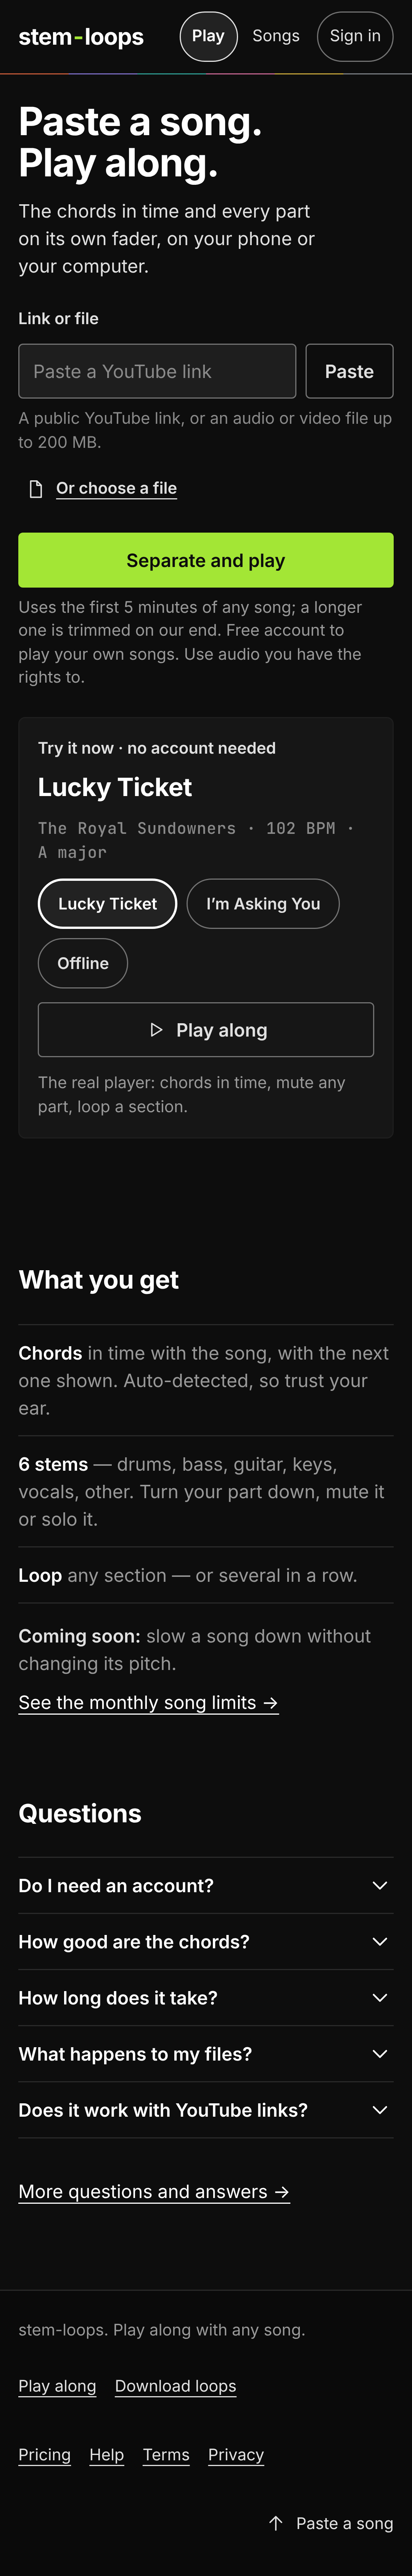 stem-loops
Play
Songs
Sign in
Paste a song.
Play along.
The chords in time and every part
on its own fader, on your phone or
your computer.
Link or file
Paste a YouTube link
Paste
A public YouTube link, or an audio or video file up
to 200 MB.
Or choose a file
Separate and play
Uses the first 5 minutes of any song; a longer
one is trimmed on our end. Free account to
play your own songs. Use audio you have the
rights to.
Try it now · no account needed
Lucky Ticket
The Royal Sundowners · 102 BPM ·
A major
Lucky Ticket
I’m Asking You
Offline
Play along
The real player: chords in time, mute any
part, loop a section.
What you get
Chords in time with the song, with the next
one shown. Auto-detected, so trust your
ear.
6 stems — drums, bass, guitar, keys,
vocals, other. Turn your part down, mute it
or solo it.
Loop any section — or several in a row.
Coming soon: slow a song down without
changing its pitch.
See the monthly song limits →
Questions
Do I need an account?
How good are the chords?
How long does it take?
What happens to my files?
Does it work with YouTube links?
More questions and answers →
stem-loops. Play along with any song.
Play along
Download loops
Pricing
Help
Terms
Privacy
↑ Paste a song